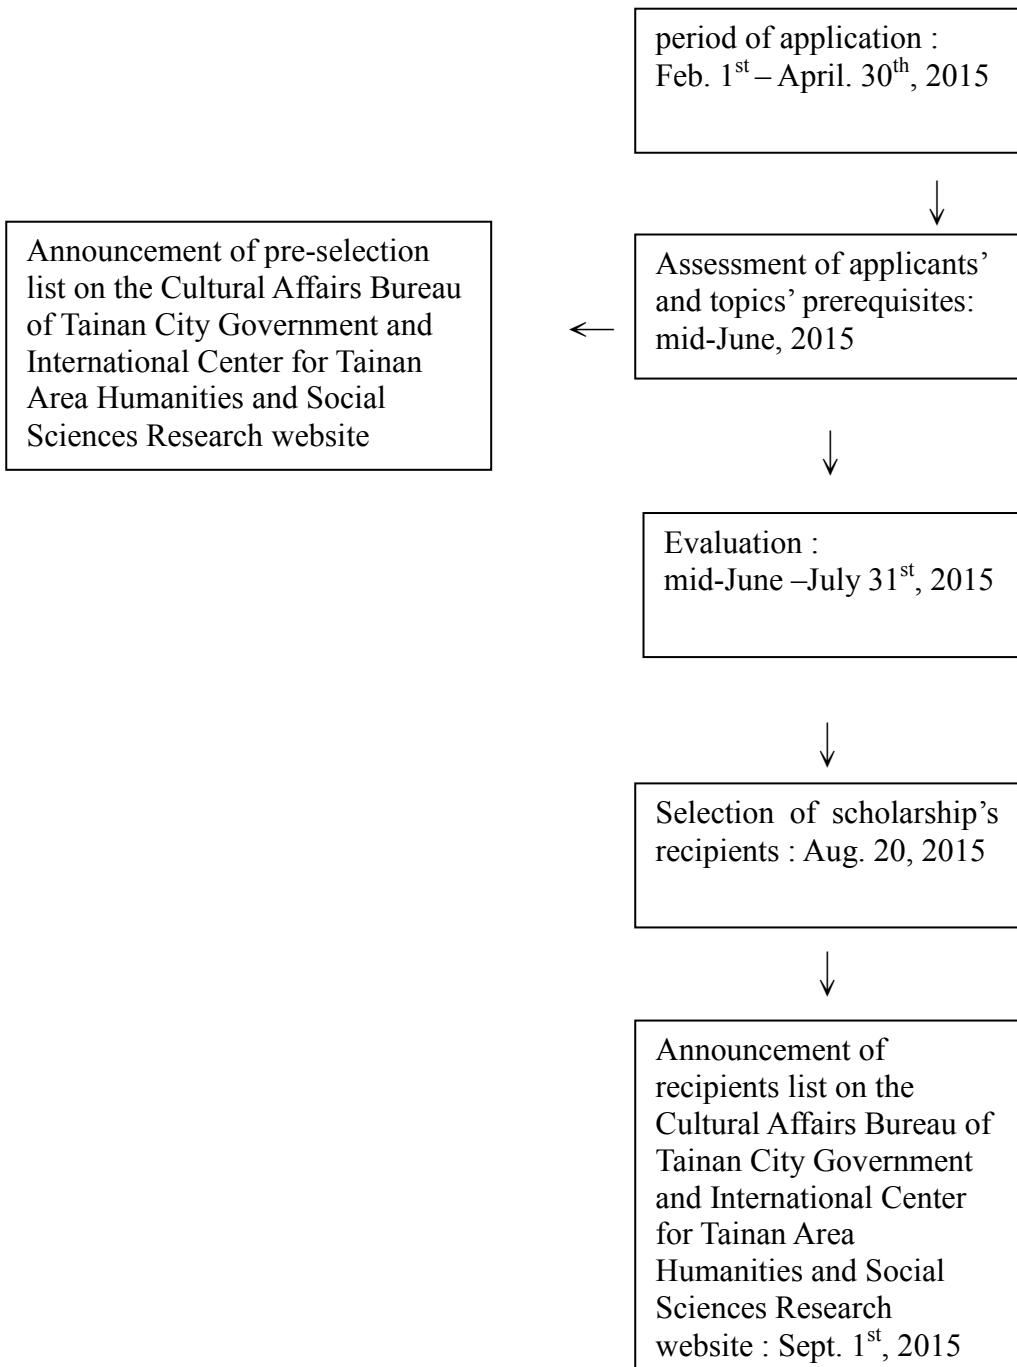 period of application :
Feb. 1st – April. 30th, 2015
Assessment of applicants’
and topics’ prerequisites:
mid-June, 2015
Announcement of pre-selection
list on the Cultural Affairs Bureau
of Tainan City Government and
International Center for Tainan
Area Humanities and Social
Sciences Research website
Evaluation :
mid-June –July 31st, 2015
Selection of scholarship’s
recipients : Aug. 20, 2015
Announcement of
recipients list on the
Cultural Affairs Bureau of
Tainan City Government
and International Center
for Tainan Area
Humanities and Social
Sciences Research
website : Sept. 1st, 2015